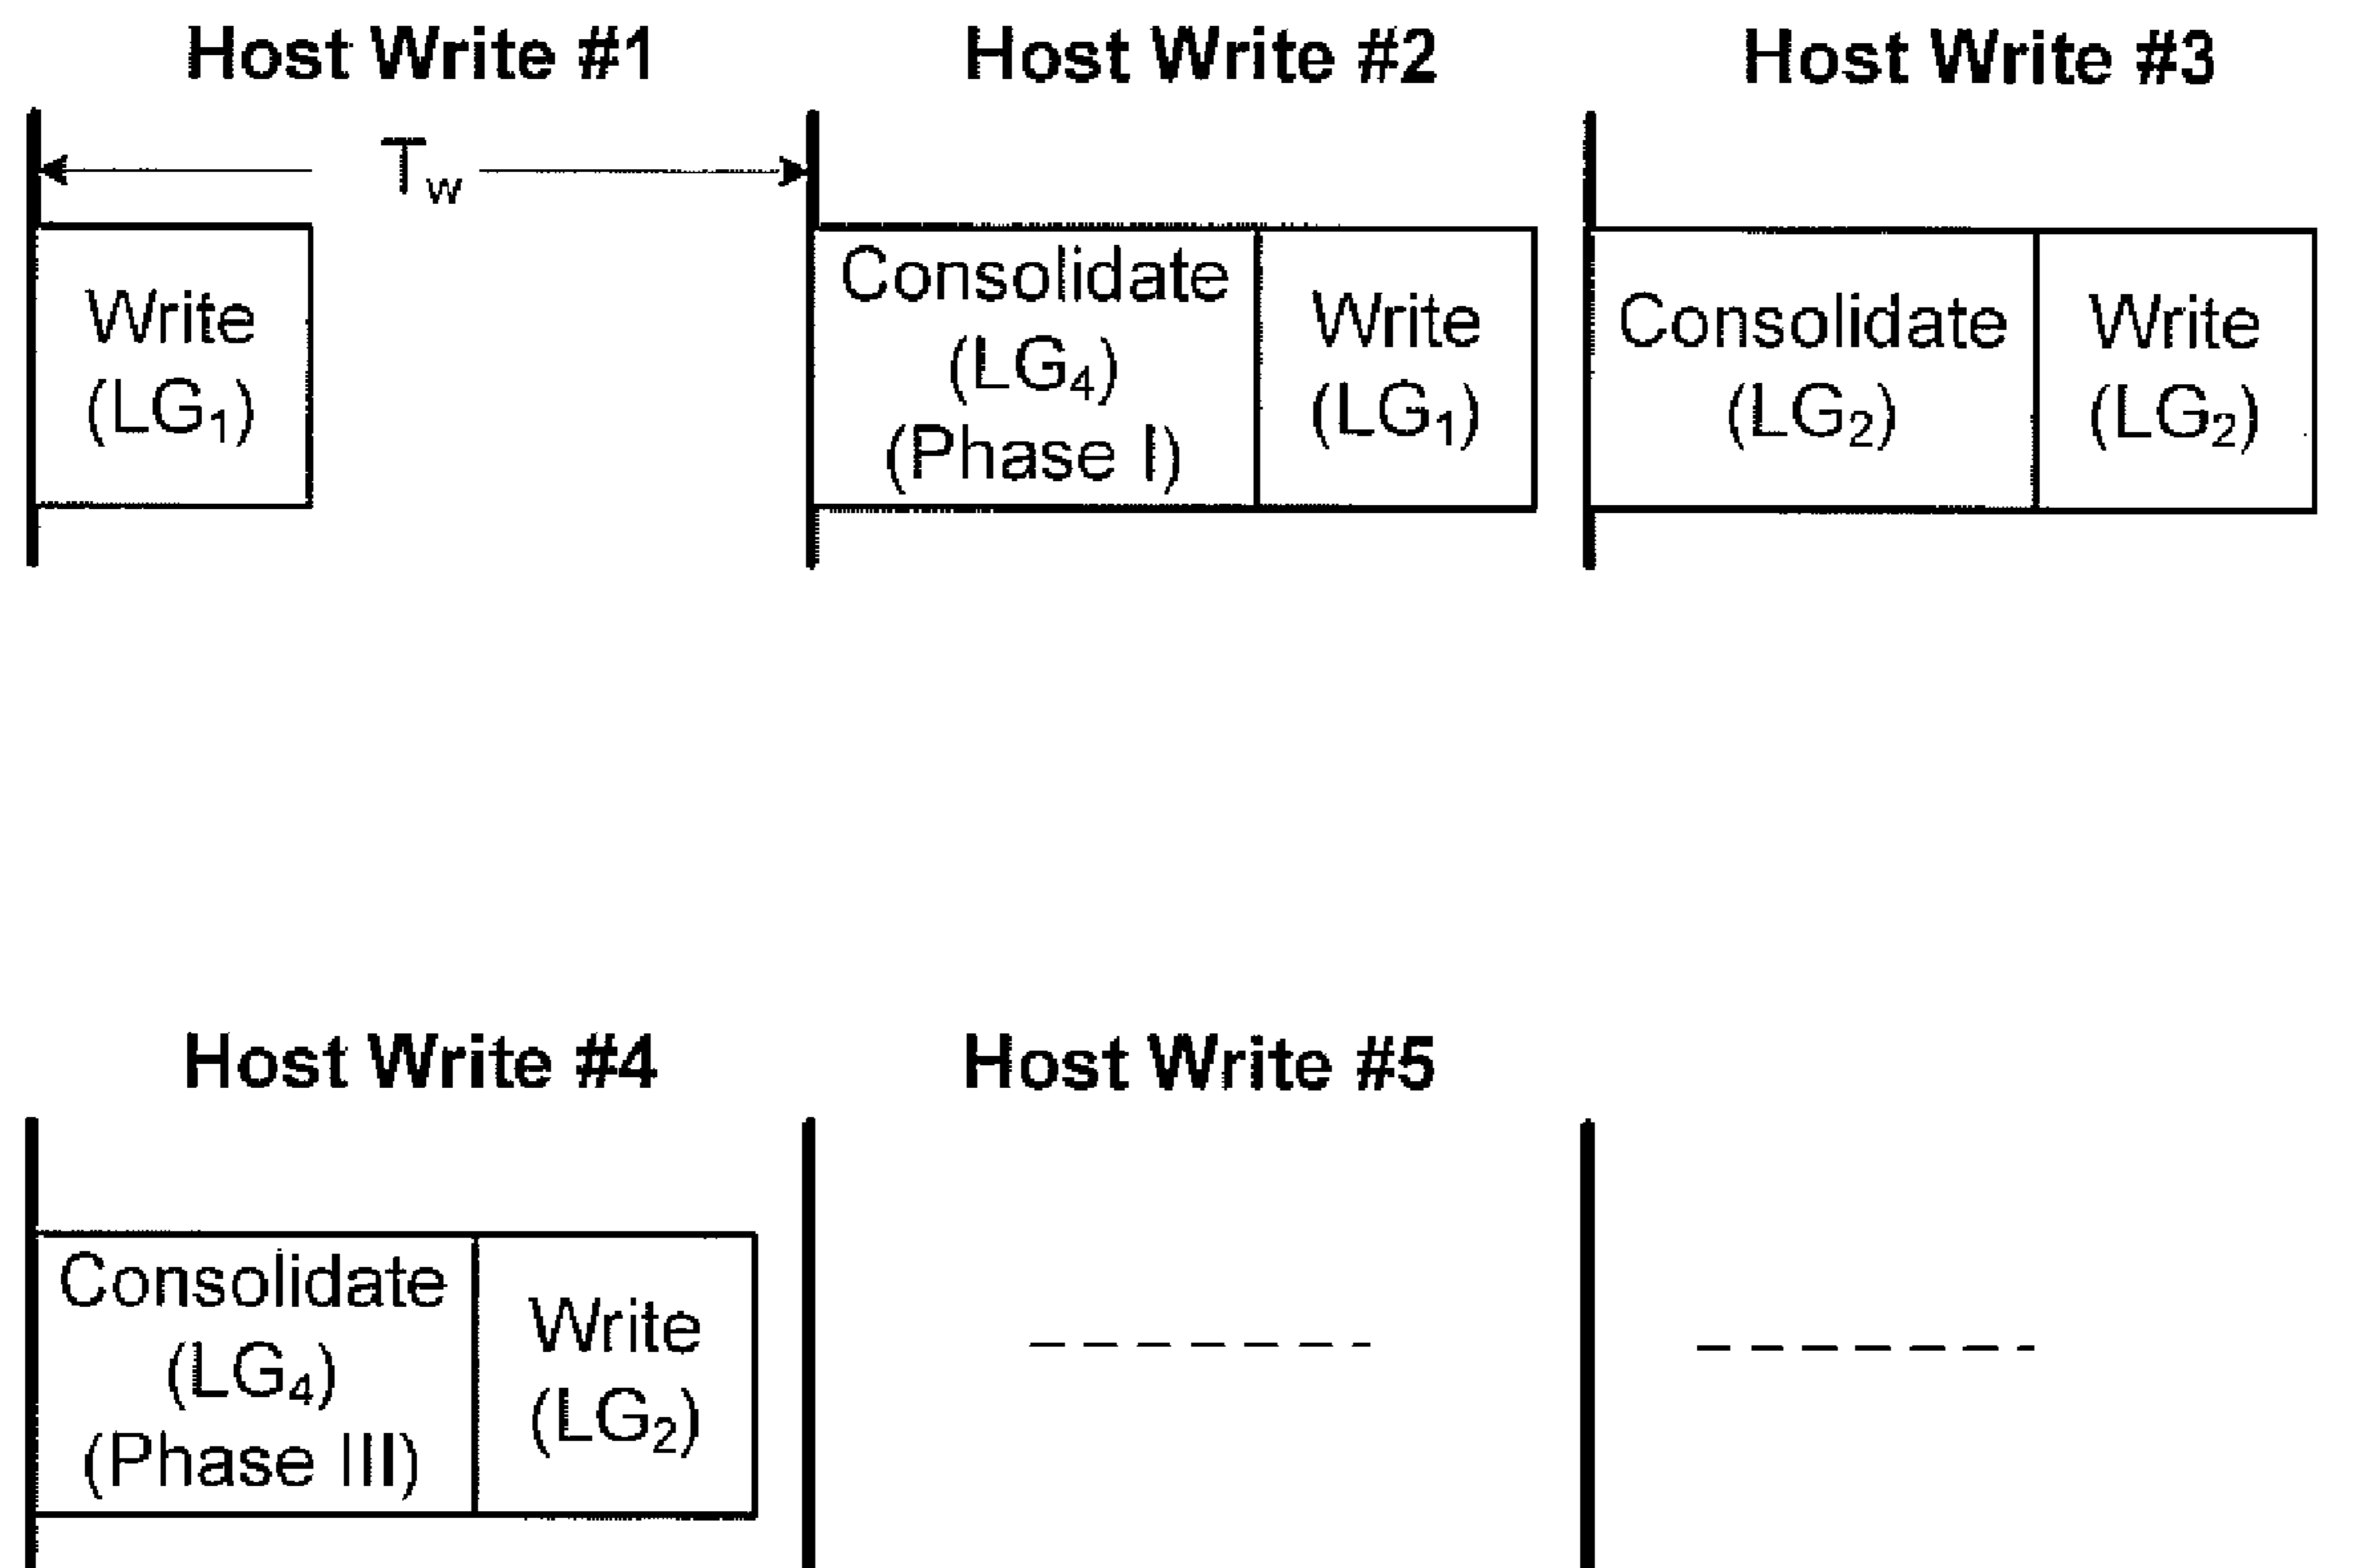 Host Write #1
Host Write #2
Host Write #3
T_w
Write
(LG₁)
Consolidate
(LG₄)
(Phase I)
Write
(LG₁)
Consolidate
(LG₂)
Write
(LG₂)
Host Write #4
Host Write #5
Consolidate
(LG₄)
(Phase III)
Write
(LG₂)